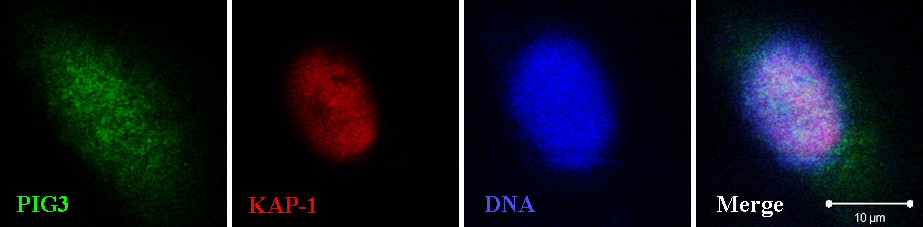 PIG3
KAP-1
DNA
Merge
10 µm